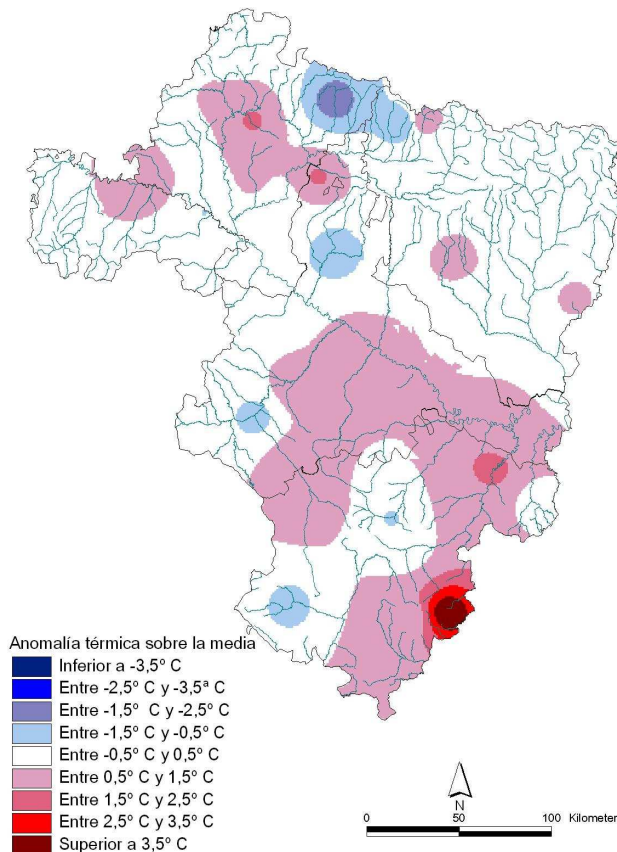 Anomalía térmica sobre la media
Inferior a -3,5º C
Entre -2,5º C y -3,5ª C
Entre -1,5º C y -2,5º C
Entre -1,5º C y -0,5º C
Entre -0,5º C y 0,5º C
Entre 0,5º C y 1,5º C
Entre 1,5º C y 2,5º C
Entre 2,5º C y 3,5º C
Superior a 3,5º C
N
0 50 100 Kilometer